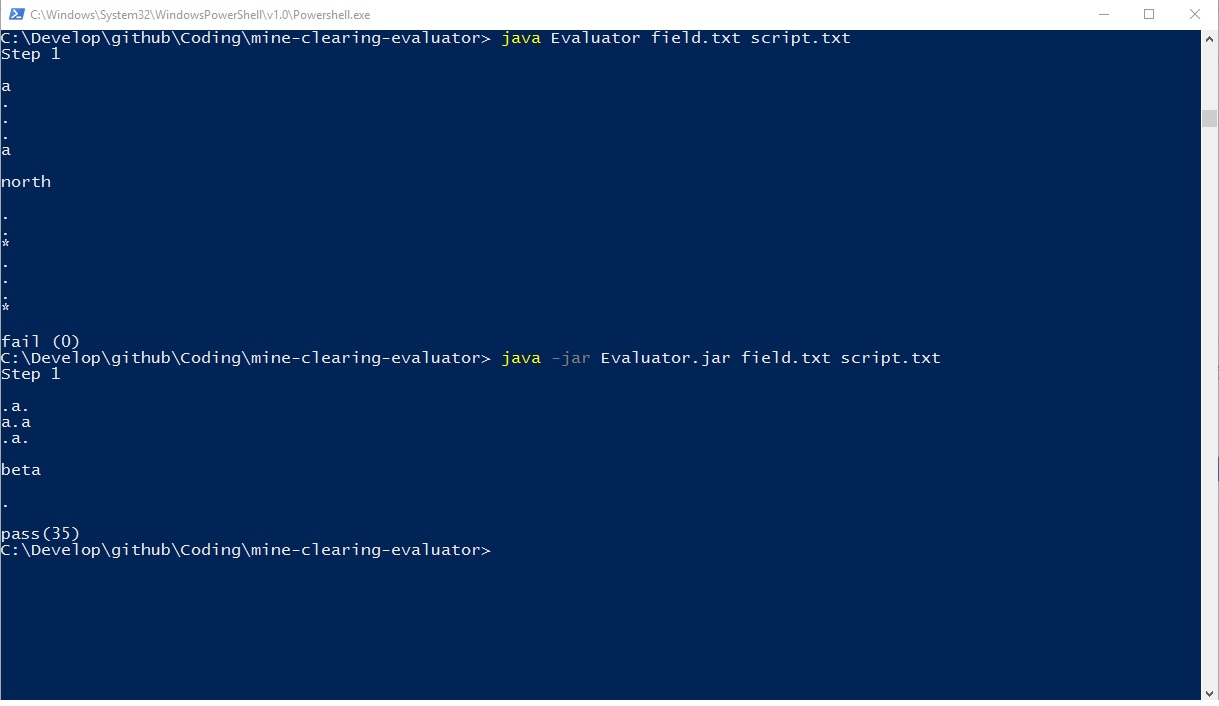 C:\Windows\System32\WindowsPowerShell\v1.0\Powershell.exe
C:\Develop\github\Coding\mine-clearing-evaluator> java Evaluator field.txt script.txt
Step 1
a
.
.
.
a
north
.
.
*
.
.
.
*
fail (0)
C:\Develop\github\Coding\mine-clearing-evaluator> java -jar Evaluator.jar field.txt script.txt
Step 1
.a.
a.a
.a.
beta
.
pass(35)
C:\Develop\github\Coding\mine-clearing-evaluator>